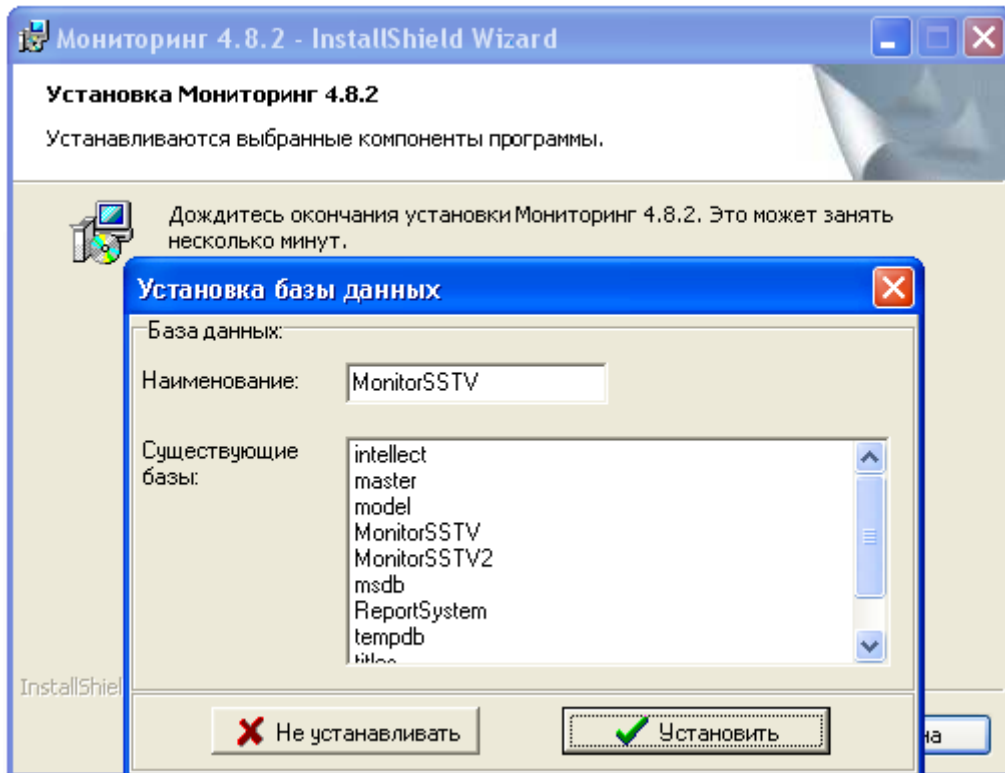 Мониторинг 4.8.2 - InstallShield Wizard
Установка Мониторинг 4.8.2
Устанавливаются выбранные компоненты программы.
Дождитесь окончания установки Мониторинг 4.8.2. Это может занять
несколько минут.
Установка базы данных
База данных:
Наименование: MonitorSSTV
Существующие
базы:
intellect
master
model
MonitorSSTV
MonitorSSTV2
msdb
ReportSystem
tempdb
InstallShiel
Не устанавливать
Установить
на